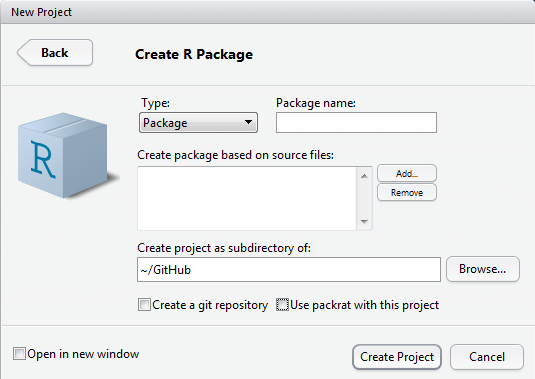 New Project
Back
Create R Package
Type:
Package name:
Package
R
Create package based on source files:
Add...
Remove
Create project as subdirectory of:
~/GitHub
Browse...
Create a git repository
Use packrat with this project
Open in new window
Create Project
Cancel